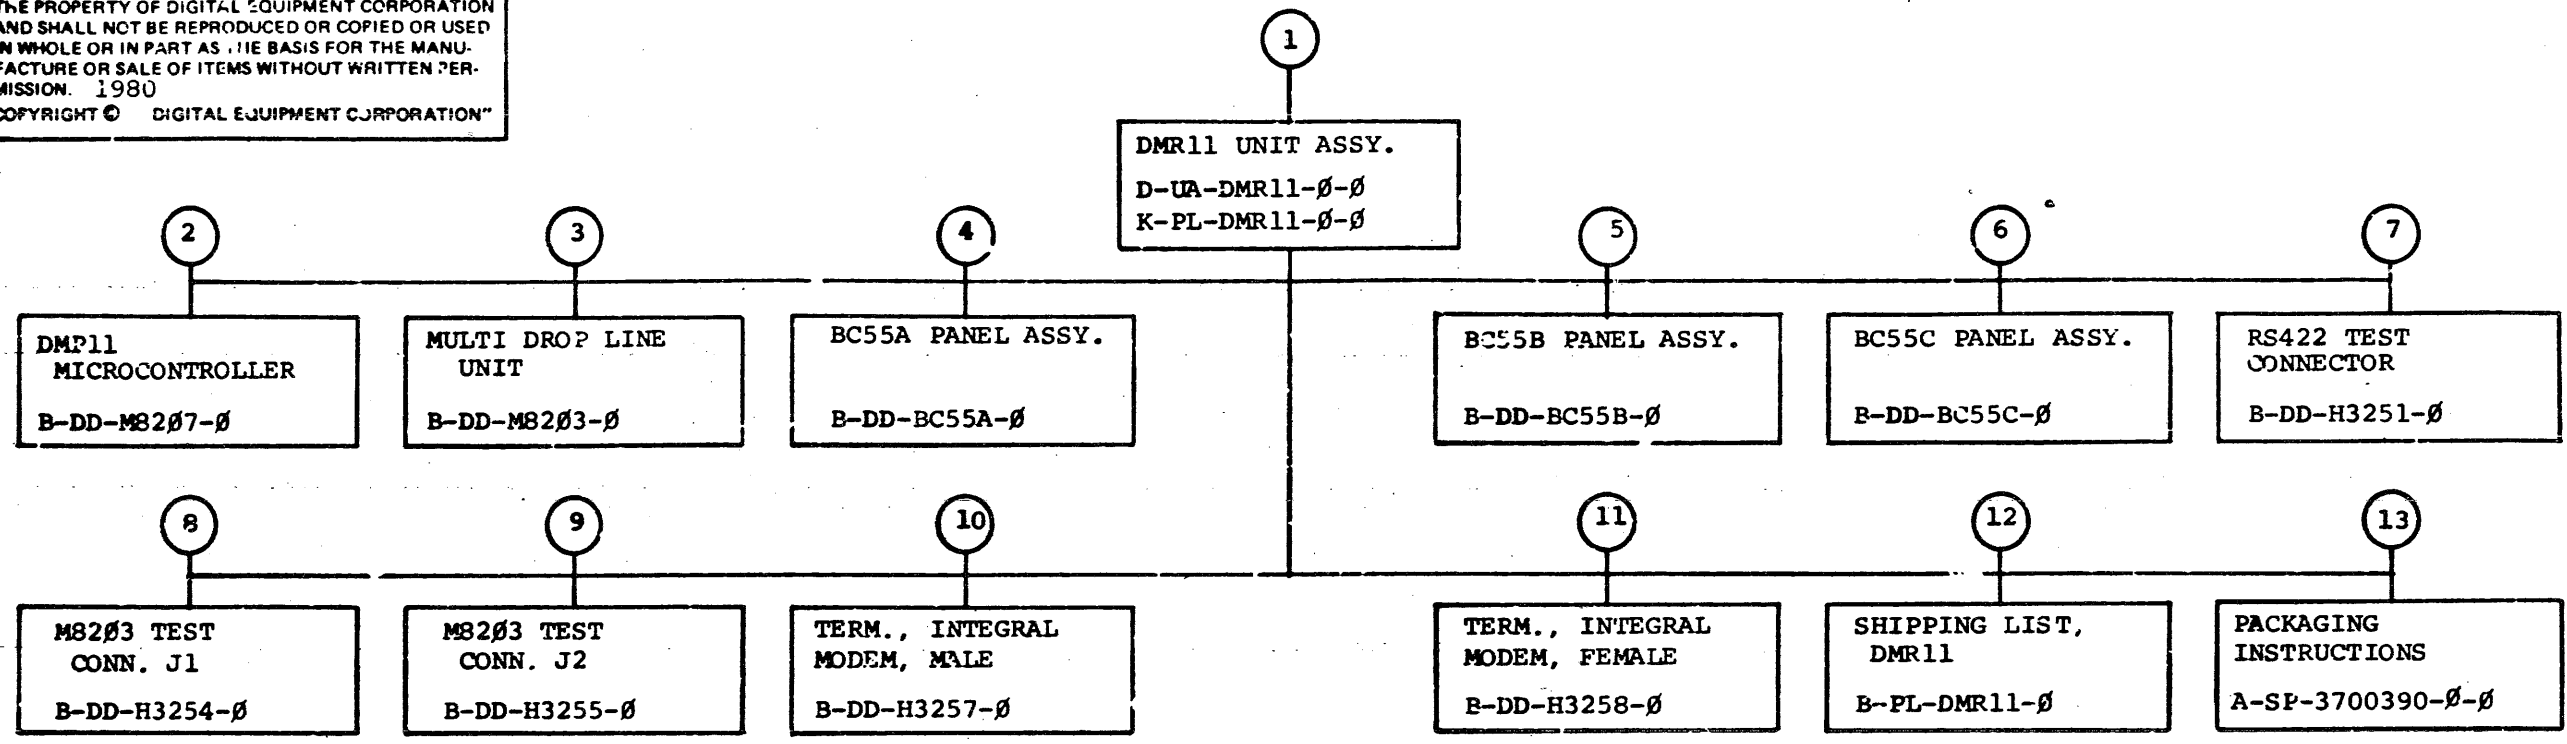 THE PROPERTY OF DIGITAL EQUIPMENT CORPORATION
AND SHALL NOT BE REPRODUCED OR COPIED OR USED
IN WHOLE OR IN PART AS THE BASIS FOR THE MANU-
FACTURE OR SALE OF ITEMS WITHOUT WRITTEN PER-
MISSION. 1980
COPYRIGHT © DIGITAL EQUIPMENT CORPORATION"
1
DMR11 UNIT ASSY.
D-UA-DMR11-Ø-Ø
K-PL-DMR11-Ø-Ø
2
3
4
5
6
7
DMP11
MICROCONTROLLER
B-DD-M82Ø7-Ø
MULTI DROP LINE
UNIT
B-DD-M82Ø3-Ø
BC55A PANEL ASSY.
B-DD-BC55A-Ø
BC55B PANEL ASSY.
B-DD-BC55B-Ø
BC55C PANEL ASSY.
B-DD-BC55C-Ø
RS422 TEST
CONNECTOR
B-DD-H3251-Ø
8
9
10
11
12
13
M82Ø3 TEST
CONN. J1
B-DD-H3254-Ø
M82Ø3 TEST
CONN. J2
B-DD-H3255-Ø
TERM., INTEGRAL
MODEM, MALE
B-DD-H3257-Ø
TERM., INTEGRAL
MODEM, FEMALE
B-DD-H3258-Ø
SHIPPING LIST,
DMR11
B-PL-DMR11-Ø
PACKAGING
INSTRUCTIONS
A-SP-3700390-Ø-Ø